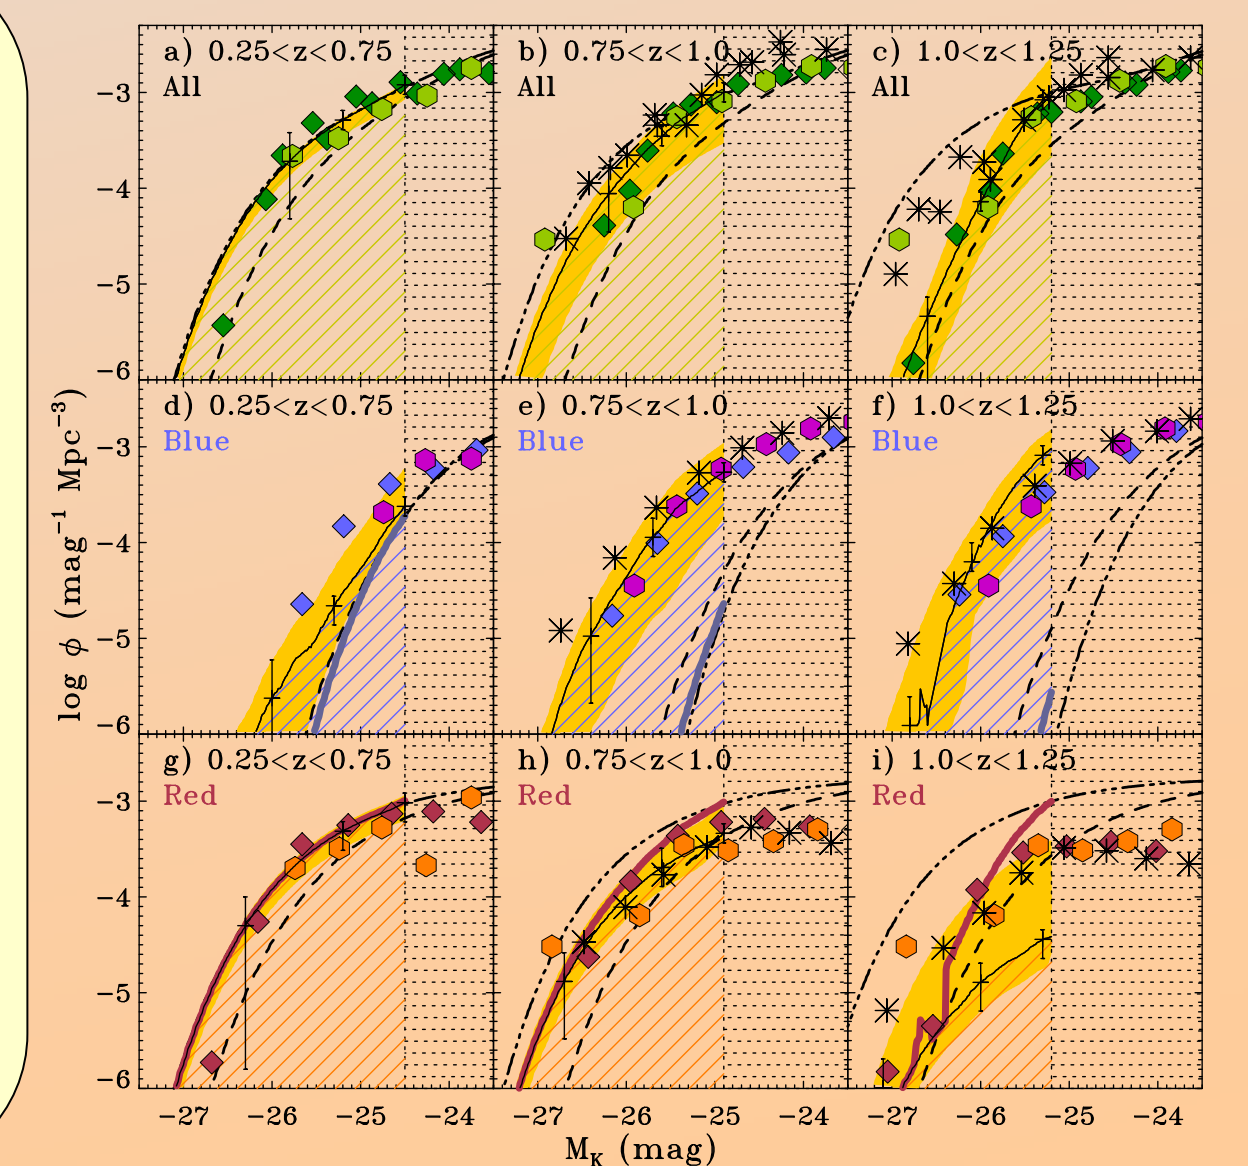 a) 0.25<z<0.75
All
b) 0.75<z<1.0
All
c) 1.0<z<1.25
All
−3
−4
−5
−6
d) 0.25<z<0.75
Blue
e) 0.75<z<1.0
Blue
f) 1.0<z<1.25
Blue
−3
−4
−5
−6
log ϕ (mag⁻¹ Mpc⁻³)
g) 0.25<z<0.75
Red
h) 0.75<z<1.0
Red
i) 1.0<z<1.25
Red
−3
−4
−5
−6
−27 −26 −25 −24 −27 −26 −25 −24 −27 −26 −25 −24
M_K (mag)